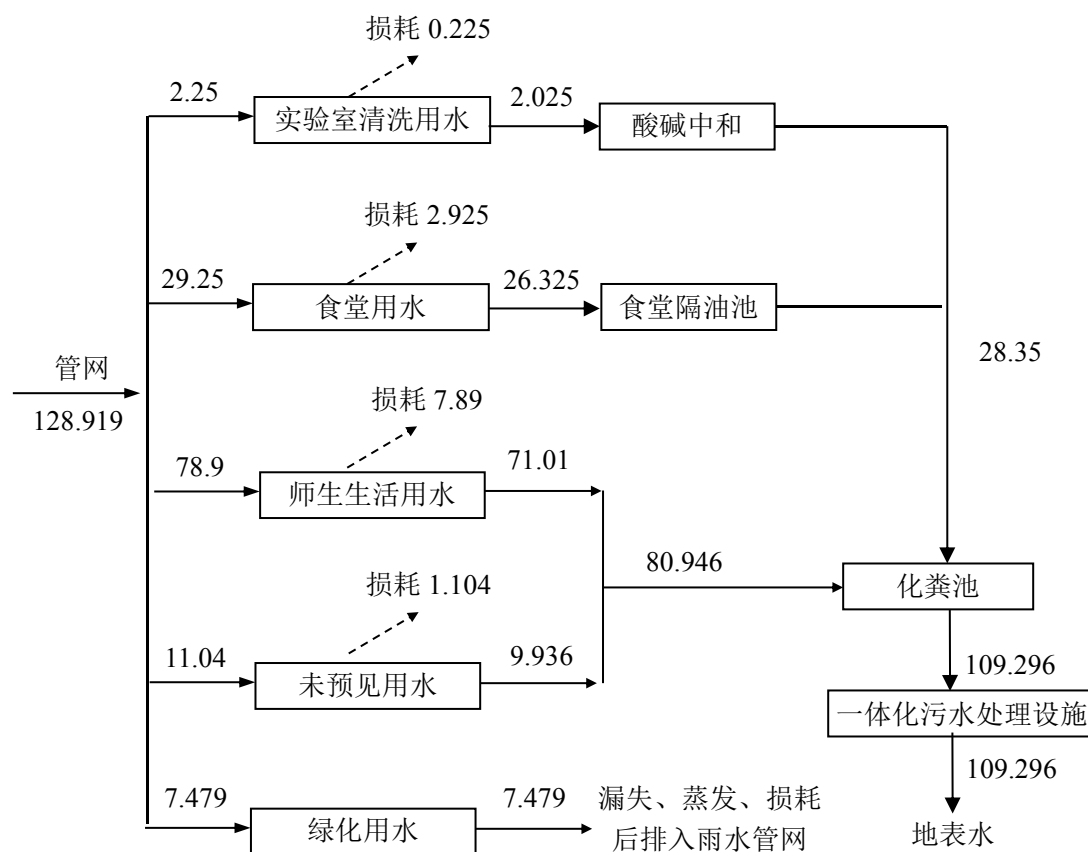 损耗 0.225
2.25
实验室清洗用水
2.025
酸碱中和
损耗 2.925
29.25
食堂用水
26.325
食堂隔油池
28.35
管网
128.919
损耗 7.89
78.9
师生生活用水
71.01
80.946
化粪池
损耗 1.104
11.04
未预见用水
9.936
109.296
一体化污水处理设施
109.296
地表水
7.479
绿化用水
7.479
漏失、蒸发、损耗
后排入雨水管网